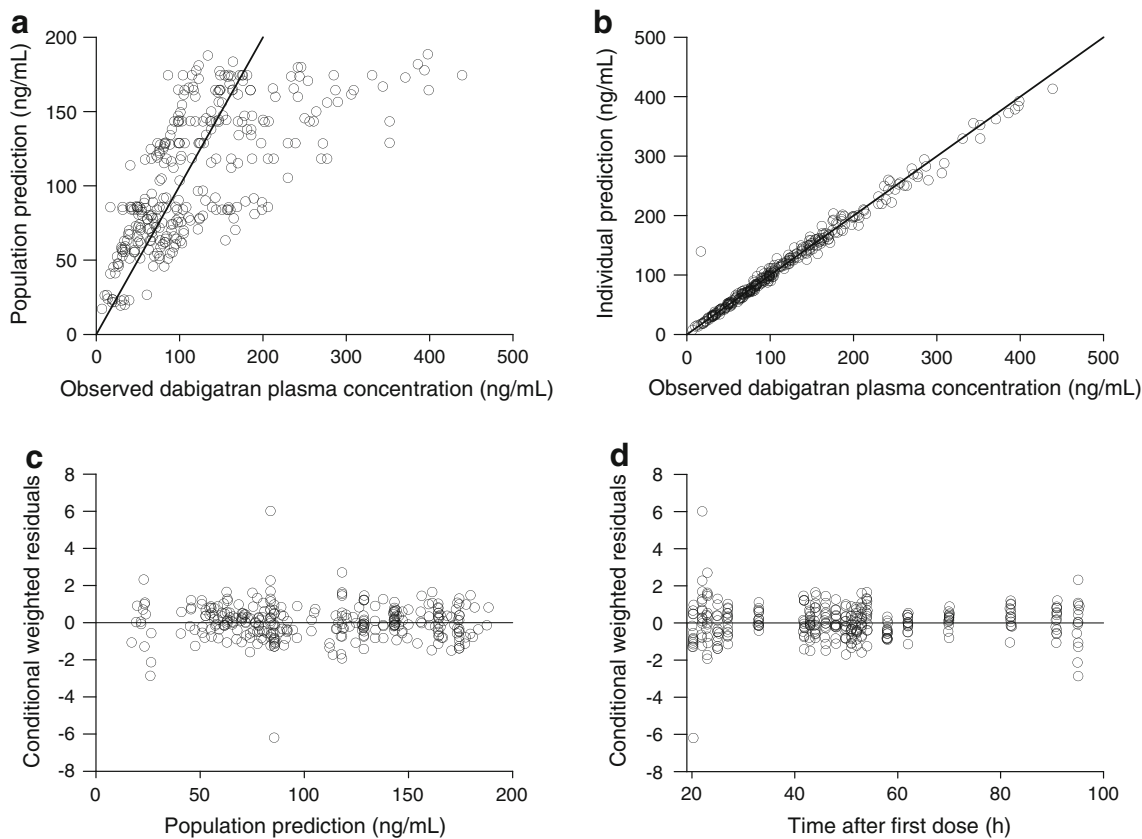 a
Population prediction (ng/mL)
200
150
100
50
0
0 100 200 300 400 500
Observed dabigatran plasma concentration (ng/mL)
b
Individual prediction (ng/mL)
500
400
300
200
100
0
0 100 200 300 400 500
Observed dabigatran plasma concentration (ng/mL)
c
Conditional weighted residuals
8
6
4
2
0
-2
-4
-6
-8
0 50 100 150 200
Population prediction (ng/mL)
d
Conditional weighted residuals
8
6
4
2
0
-2
-4
-6
-8
20 40 60 80 100
Time after first dose (h)